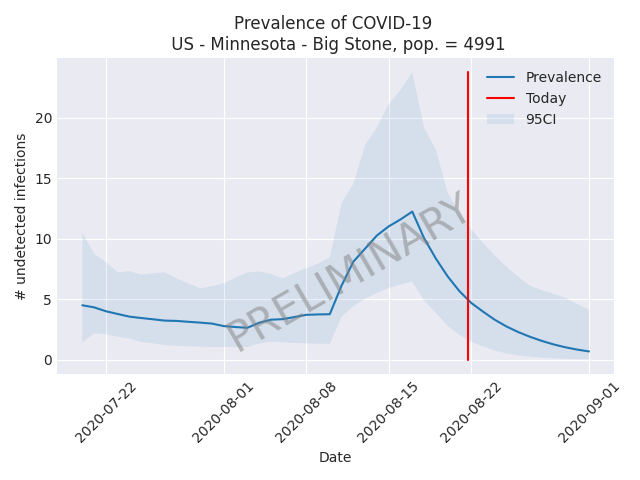 Prevalence of COVID-19
US - Minnesota - Big Stone, pop. = 4991
Prevalence
Today
95CI
20
15
10
5
0
# undetected infections
PRELIMINARY
2020-07-22
2020-08-01
2020-08-08
2020-08-15
2020-08-22
2020-09-01
Date